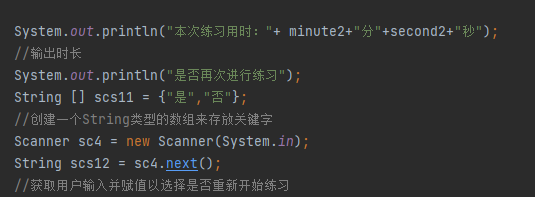 System.out.println("本次练习用时："+ minute2+"分"+second2+"秒");
//输出时长
System.out.println("是否再次进行练习");
String [] scs11 = {"是","否"};
//创建一个String类型的数组来存放关键字
Scanner sc4 = new Scanner(System.in);
String scs12 = sc4.next();
//获取用户输入并赋值以选择是否重新开始练习